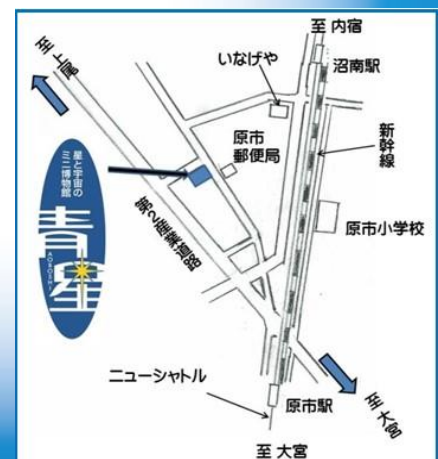 至 内宿
至上尾
いなげや
沼南駅
新幹線
原市
郵便局
星と宇宙の
ミニ博物館
青星
AOBOSHI
第2産業道路
原市小学校
ニューシャトル
原市駅
至大宮
至 大宮